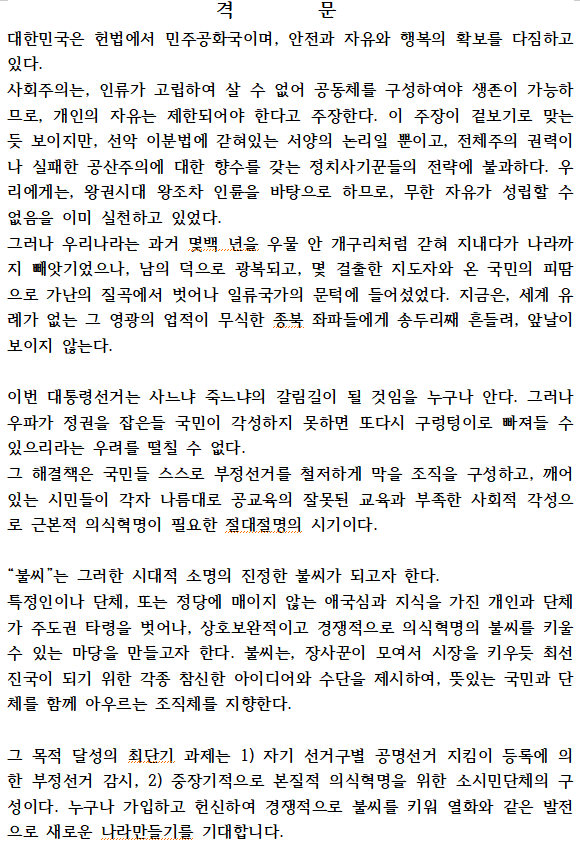 격 문
대한민국은 헌법에서 민주공화국이며, 안전과 자유와 행복의 확보를 다짐하고
있다.
사회주의는, 인류가 고립하여 살 수 없어 공동체를 구성하여야 생존이 가능하
므로, 개인의 자유는 제한되어야 한다고 주장한다. 이 주장이 겉보기로 맞는
듯 보이지만, 선악 이분법에 갇혀있는 서양의 논리일 뿐이고, 전체주의 권력이
나 실패한 공산주의에 대한 향수를 갖는 정치사기꾼들의 전략에 불과하다. 우
리에게는, 왕권시대 왕조차 인륜을 바탕으로 하므로, 무한 자유가 성립할 수
없음을 이미 실천하고 있었다.
그러나 우리나라는 과거 몇백 년을 우물 안 개구리처럼 갇혀 지내다가 나라까
지 빼앗기었으나, 남의 덕으로 광복되고, 몇 걸출한 지도자와 온 국민의 피땀
으로 가난의 질곡에서 벗어나 일류국가의 문턱에 들어섰었다. 지금은, 세계 유
례가 없는 그 영광의 업적이 무식한 종북 좌파들에게 송두리째 흔들려, 앞날이
보이지 않는다.
이번 대통령선거는 사느냐 죽느냐의 갈림길이 될 것임을 누구나 안다. 그러나
우파가 정권을 잡은들 국민이 각성하지 못하면 또다시 구렁텅이로 빠져들 수
있으리라는 우려를 떨칠 수 없다.
그 해결책은 국민들 스스로 부정선거를 철저하게 막을 조직을 구성하고, 깨어
있는 시민들이 각자 나름대로 공교육의 잘못된 교육과 부족한 사회적 각성으
로 근본적 의식혁명이 필요한 절대절명의 시기이다.
“불씨”는 그러한 시대적 소명의 진정한 불씨가 되고자 한다.
특정인이나 단체, 또는 정당에 매이지 않는 애국심과 지식을 가진 개인과 단체
가 주도권 타령을 벗어나, 상호보완적이고 경쟁적으로 의식혁명의 불씨를 키울
수 있는 마당을 만들고자 한다. 불씨는, 장사꾼이 모여서 시장을 키우듯 최선
진국이 되기 위한 각종 참신한 아이디어와 수단을 제시하여, 뜻있는 국민과 단
체를 함께 아우르는 조직체를 지향한다.
그 목적 달성의 최단기 과제는 1) 자기 선거구별 공명선거 지킴이 등록에 의
한 부정선거 감시, 2) 중장기적으로 본질적 의식혁명을 위한 소시민단체의 구
성이다. 누구나 가입하고 헌신하여 경쟁적으로 불씨를 키워 열화와 같은 발전
으로 새로운 나라만들기를 기대합니다.